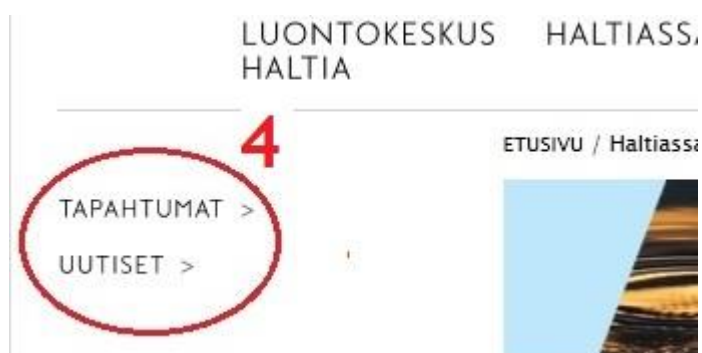 LUONTOKESKUS HALTIASSA
HALTIA
4
ETUSIVU / Haltiassa
TAPAHTUMAT >
UUTISET >